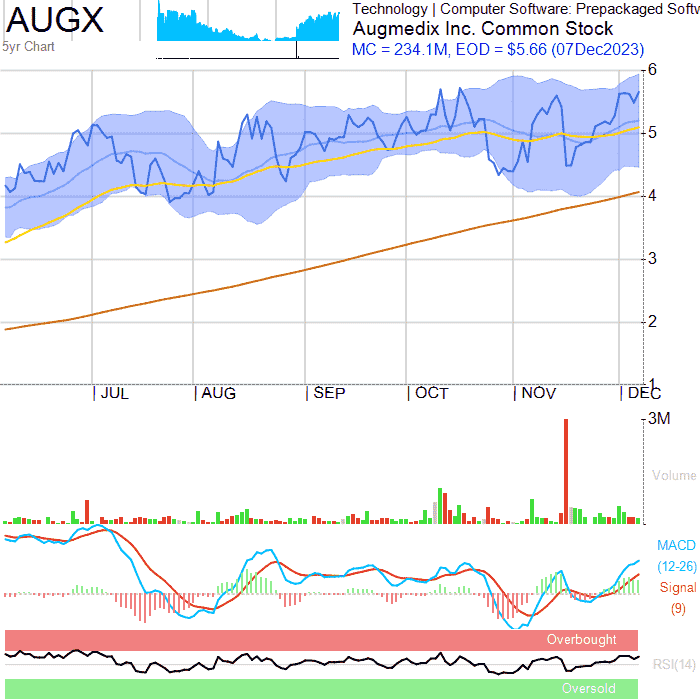 AUGX
5yr Chart
Technology | Computer Software: Prepackaged Softw
Augmedix Inc. Common Stock
MC = 234.1M, EOD = $5.66 (07Dec2023)
6
5
4
3
2
1
JUL AUG SEP OCT NOV DEC
3M
Volume
MACD
(12-26)
Signal
(9)
Overbought
RSI(14)
Oversold